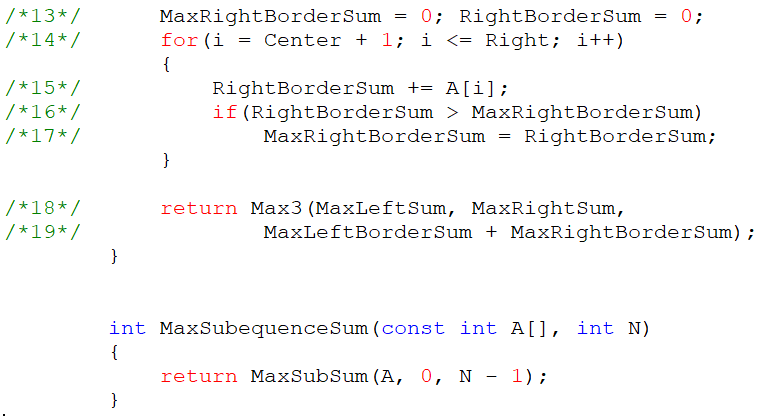 /*13*/ MaxRightBorderSum = 0; RightBorderSum = 0;
/*14*/ for(i = Center + 1; i <= Right; i++)
{
/*15*/ RightBorderSum += A[i];
/*16*/ if(RightBorderSum > MaxRightBorderSum)
/*17*/ MaxRightBorderSum = RightBorderSum;
}
/*18*/ return Max3(MaxLeftSum, MaxRightSum,
/*19*/ MaxLeftBorderSum + MaxRightBorderSum);
}
int MaxSubequenceSum(const int A[], int N)
{
return MaxSubSum(A, 0, N - 1);
}